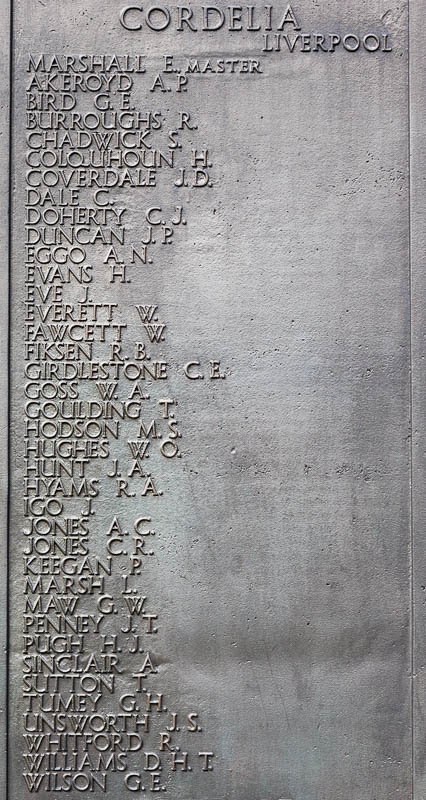 CORDELIA
LIVERPOOL
MARSHALL E. MASTER
AKEROYD A.P.
BIRD G.E.
BURROUGHS R.
CHADWICK S.
COLQUHOUN H.
COVERDALE J.D.
DALE C.
DOHERTY C.J.
DUNCAN J.P.
EGGO A.N.
EVANS H.
EVE J.
EVERETT W.
FAWCETT W.
FIKSEN R.B.
GIRDLESTONE C.E.
GOSS W.A.
GOULDING T.
HODSON M.S.
HUGHES W.O.
HUNT J.A.
HYAMS R.A.
IGO J.
JONES A.C.
JONES C.R.
KEEGAN P.
MARSH L.
MAW G.W.
PENNEY J.T.
PUGH H.J.
SINCLAIR A.
SUTTON T.
TUMEY G.H.
UNSWORTH J.S.
WHITFORD R.
WILLIAMS D.H.T.
WILSON G.E.